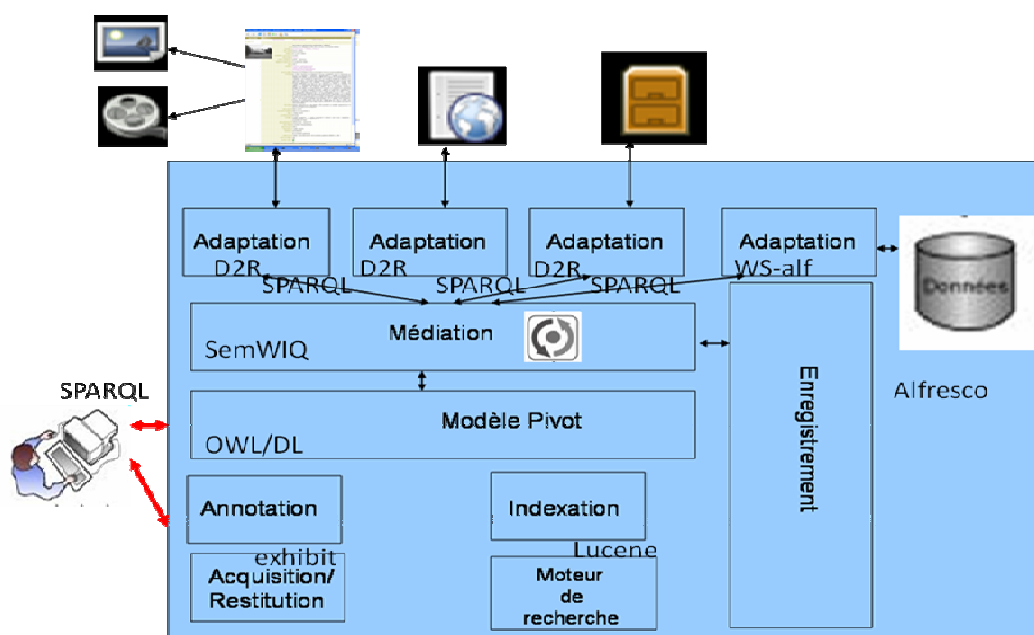 Adaptation
D2R
Adaptation
D2R
Adaptation
D2R
Adaptation
WS-alf
Données
SPARQL
SPARQL
SPARQL
Médiation
SemWIQ
Enregistrement
Alfresco
SPARQL
Modèle Pivot
OWL/DL
Annotation
exhibit
Indexation
Lucene
Acquisition/
Restitution
Moteur
de
recherche